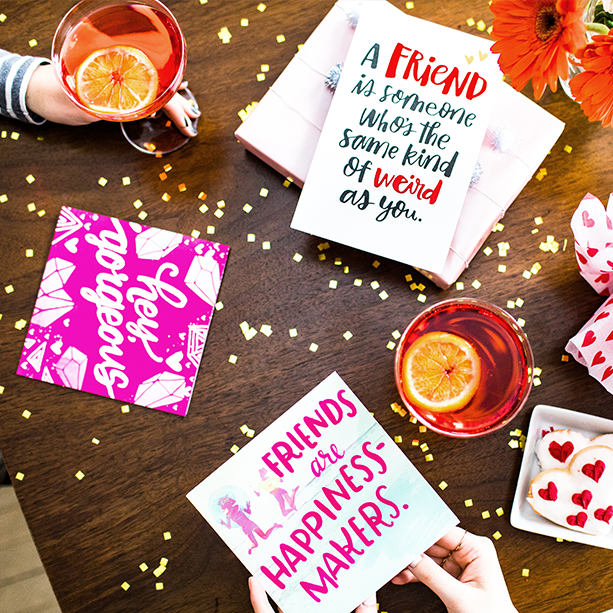 A FRIEND
is someone
who's the
same kind
of weird
as you.
hey
gorgeous
FRIENDS
are
HAPPINESS-
MAKERS.